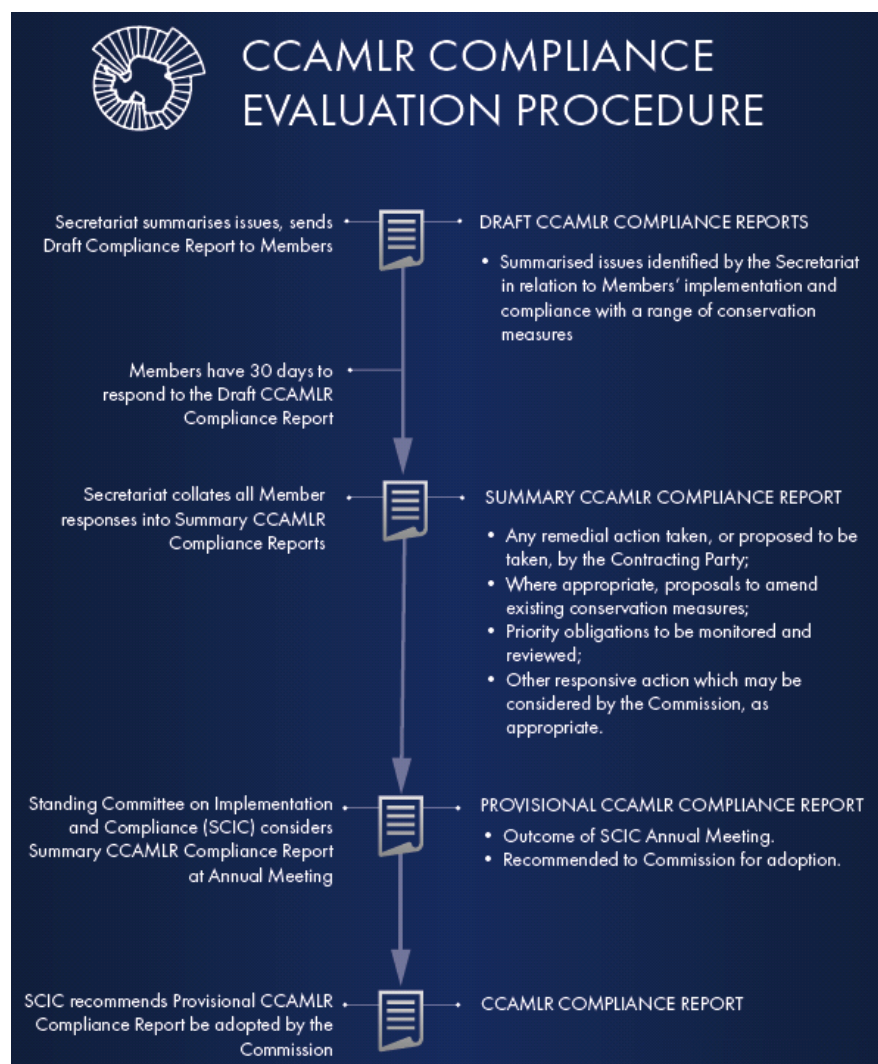 CCAMLR COMPLIANCE
EVALUATION PROCEDURE
Secretariat summarises issues, sends
Draft Compliance Report to Members
DRAFT CCAMLR COMPLIANCE REPORTS
• Summarised issues identified by the Secretariat
in relation to Members' implementation and
compliance with a range of conservation
measures
Members have 30 days to
respond to the Draft CCAMLR
Compliance Report
Secretariat collates all Member
responses into Summary CCAMLR
Compliance Reports
SUMMARY CCAMLR COMPLIANCE REPORT
• Any remedial action taken, or proposed to be
taken, by the Contracting Party;
• Where appropriate, proposals to amend
existing conservation measures;
• Priority obligations to be monitored and
reviewed;
• Other responsive action which may be
considered by the Commission, as
appropriate.
Standing Committee on Implementation
and Compliance (SCIC) considers
Summary CCAMLR Compliance Report
at Annual Meeting
PROVISIONAL CCAMLR COMPLIANCE REPORT
• Outcome of SCIC Annual Meeting.
• Recommended to Commission for adoption.
SCIC recommends Provisional CCAMLR
Compliance Report be adopted by the
Commission
CCAMLR COMPLIANCE REPORT